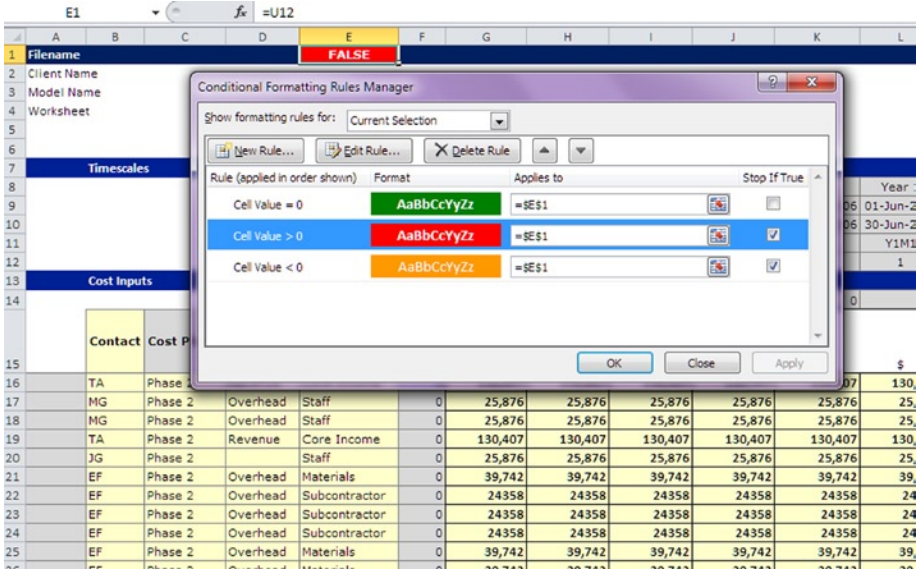 E1 fx =U12
A B C D E F G H I J K L
1 Filename FALSE
2 Client Name
3 Model Name
4 Worksheet
5
6
7 Timescales
8 Year
9 06 01-Jun-2
10 06 30-Jun-2
11 Y1M1
12 1
13 Cost Inputs
14 0
15 Contact Cost P $
Conditional Formatting Rules Manager
Show formatting rules for: Current Selection
New Rule... Edit Rule... Delete Rule
Rule (applied in order shown) Format Applies to Stop If True
Cell Value = 0 AaBbCcYyZz =$E$1
Cell Value > 0 AaBbCcYyZz =$E$1
Cell Value < 0 AaBbCcYyZz =$E$1
OK Close Apply
16 TA Phase 2 07 130,
17 MG Phase 2 Overhead Staff 0 25,876 25,876 25,876 25,876 25,876 25,
18 MG Phase 2 Overhead Staff 0 25,876 25,876 25,876 25,876 25,876 25,
19 TA Phase 2 Revenue Core Income 0 130,407 130,407 130,407 130,407 130,407 130,
20 JG Phase 2 Staff 0 25,876 25,876 25,876 25,876 25,876 25,
21 EF Phase 2 Overhead Materials 0 39,742 39,742 39,742 39,742 39,742 39,
22 EF Phase 2 Overhead Subcontractor 0 24358 24358 24358 24358 24358 24
23 EF Phase 2 Overhead Subcontractor 0 24358 24358 24358 24358 24358 24
24 EF Phase 2 Overhead Subcontractor 0 24358 24358 24358 24358 24358 24
25 EF Phase 2 Overhead Materials 0 39,742 39,742 39,742 39,742 39,742 39,